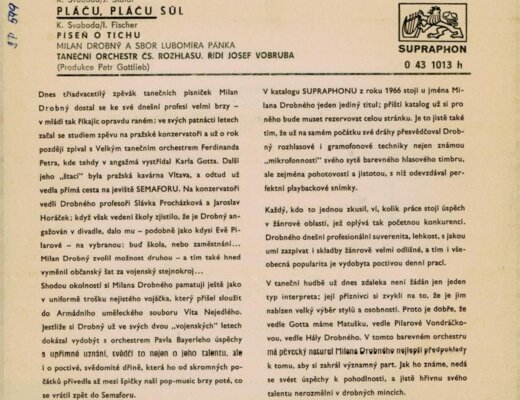 PLÁČU, PLÁČU SŮL
K. Svoboda/I. Fischer
PISEN O TICHU
MILAN DROBNÝ A SBOR LUBOMÍRA PÁNKA
TANEČNÍ ORCHESTR ČS. ROZHLASU. ŘÍDÍ JOSEF VOBRUBA
(Produkce Petr Gottlieb)
SUPRAPHON
0 43 1013 h
Dnes třiadvacetilý zpěvák tanečních písniček Milan
Drobný dostal se ke své dnešní profesi velmi brzy —
v mládí tak říkajíc opravdu raném: ve svých patnácti letech
začal se studiem zpěvu na pražské konzervatoři a už o rok
později zpíval s Velkým tanečním orchestrem Ferdinanda
Petra, kde tehdy v angažmá vystřídal Karla Gotta. Další
jeho „štací" byla pražská kavárna Vltava, a odtud už
vedla přímá cesta na jeviště SEMAFORU. Na konzervatoři
vedli Drobného profesoři Slávka Procházková a Jaroslav
Horáček; když však vedení školy zjistilo, že je Drobný an-
gažován v divadle, dalo mu — podobně jako kdysi Evě Pi-
larové — na vybranou: buď škola, nebo zaměstnání...
Milan Drobný zvolil možnost druhou — a tím také hned
vyměnil občanský šat za vojenský stejnokroj...
Shodou okolností si Milana Drobného pamatuji ještě jako
v uniformě trošku nejistého vojáčka, který přišel sloužit
do Armádního uměleckého souboru Víta Nejedlého.
Jestliže si Drobný už ve svých dvou „vojenských" letech
dokázal vydobýt s orchestrem Pavla Bayerleho úspěch
a upřímné uznání, svědčí to nejen o jeho talentu, ale
i o poctivé, svědomité dřině, která ho od skromných po-
čátků přivedla až mezi špičky naší pop-music brzy poté, co
se vrátil zpět do Semaforu.
V katalogu SUPRAPHONU z roku 1966 stojí u jména Mi-
lana Drobného jeden jediný titul; příští katalog už si pro
něho bude muset rezervovat celou stránku. Je to jistě také
tím, že už na samém počátku své dráhy přesvědčoval Drob-
ný rozhlasové i gramofonové techniky nejen známou
„mikrofonností" svého sytě barevného hlasového timbru,
ale zejména pohotovostí a jistotou, s níž odevzdával per-
fektní playbackové snímky.
Každý, kdo to jednou zkusil, ví, kolik práce stojí úspěch
v žánrové oblasti, jež oplývá tak početnou konkurencí.
Drobného dnešní profesionální suverenita, lehkost, s jakou
umí zazpívat i skladby žánrově velmi odlišné, a tím i vše-
obecná popularita je vydobyta poctivou denní prací.
V taneční hudbě už dnes zdaleka není žádán jen jeden
typ interpreta; její příznivci si zvykli na to, že je jim
nabízen velký výběr stylů a osobností. Proto je dobře, že
vedle Gotta máme Matušku, vedle Pilarové Vondráčko-
vou, vedle Hály Drobného. V tomto barevném orchestru
má pěvecký naturel Milana Drobného nejlepší předpoklady
k tomu, aby si zahrál významný part. Jak ho známe, nedá
se svést úspěchy k pohodlnosti, a jistě hřivnu svého
talentu nerozmění v drobných mincích.